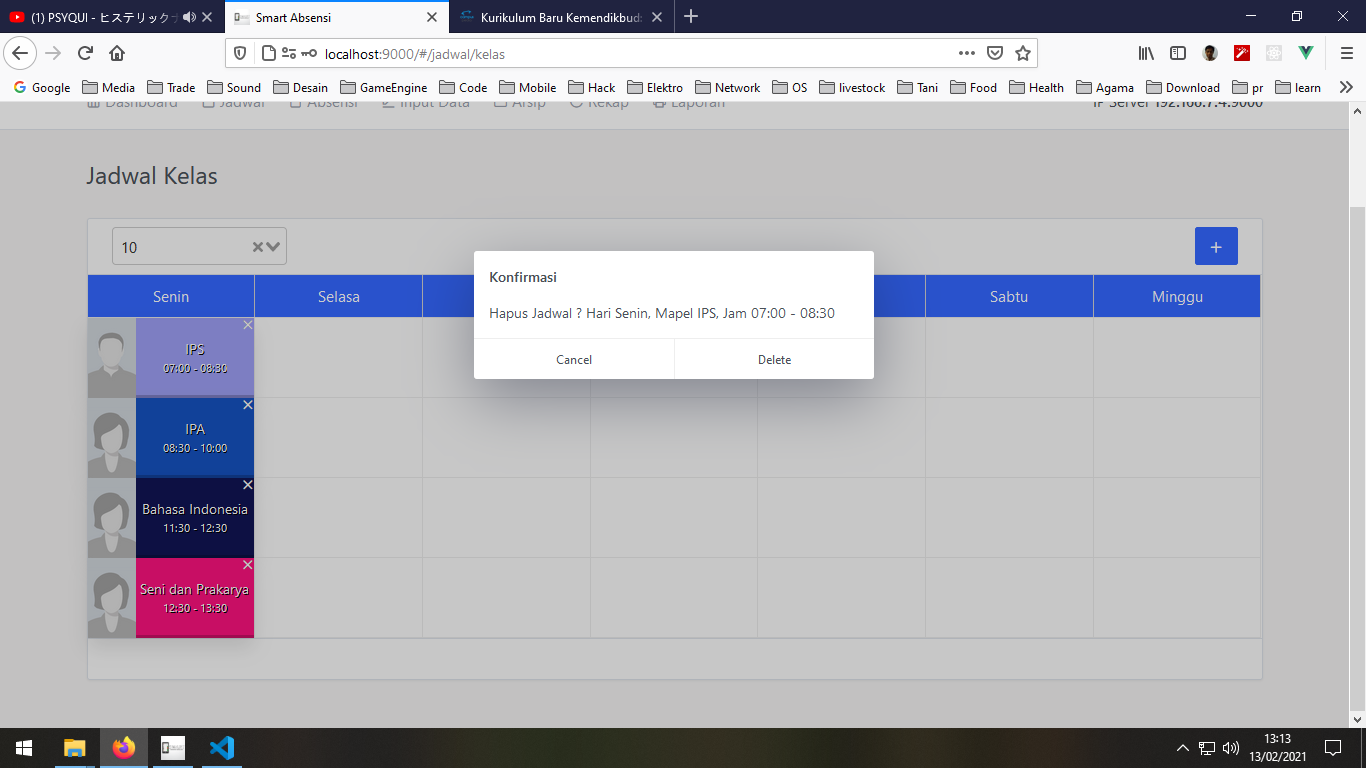 (1) PSYQUI - ヒステリック
Smart Absensi
Kurikulum Baru Kemendikbud
localhost:9000/#/jadwal/kelas
Google Media Trade Sound Desain GameEngine Code Mobile Hack Elektro Network OS livestock Tani Food Health Agama Download pr learn
Dashboard Jadwal Absensi Input Data Arsip Rekap Laporan IP Server 192.168.7.4:9000
Jadwal Kelas
10
+
Senin Selasa Sabtu Minggu
Konfirmasi
Hapus Jadwal ? Hari Senin, Mapel IPS, Jam 07:00 - 08:30
Cancel Delete
IPS
07:00 - 08:30
IPA
08:30 - 10:00
Bahasa Indonesia
11:30 - 12:30
Seni dan Prakarya
12:30 - 13:30
13:13
13/02/2021